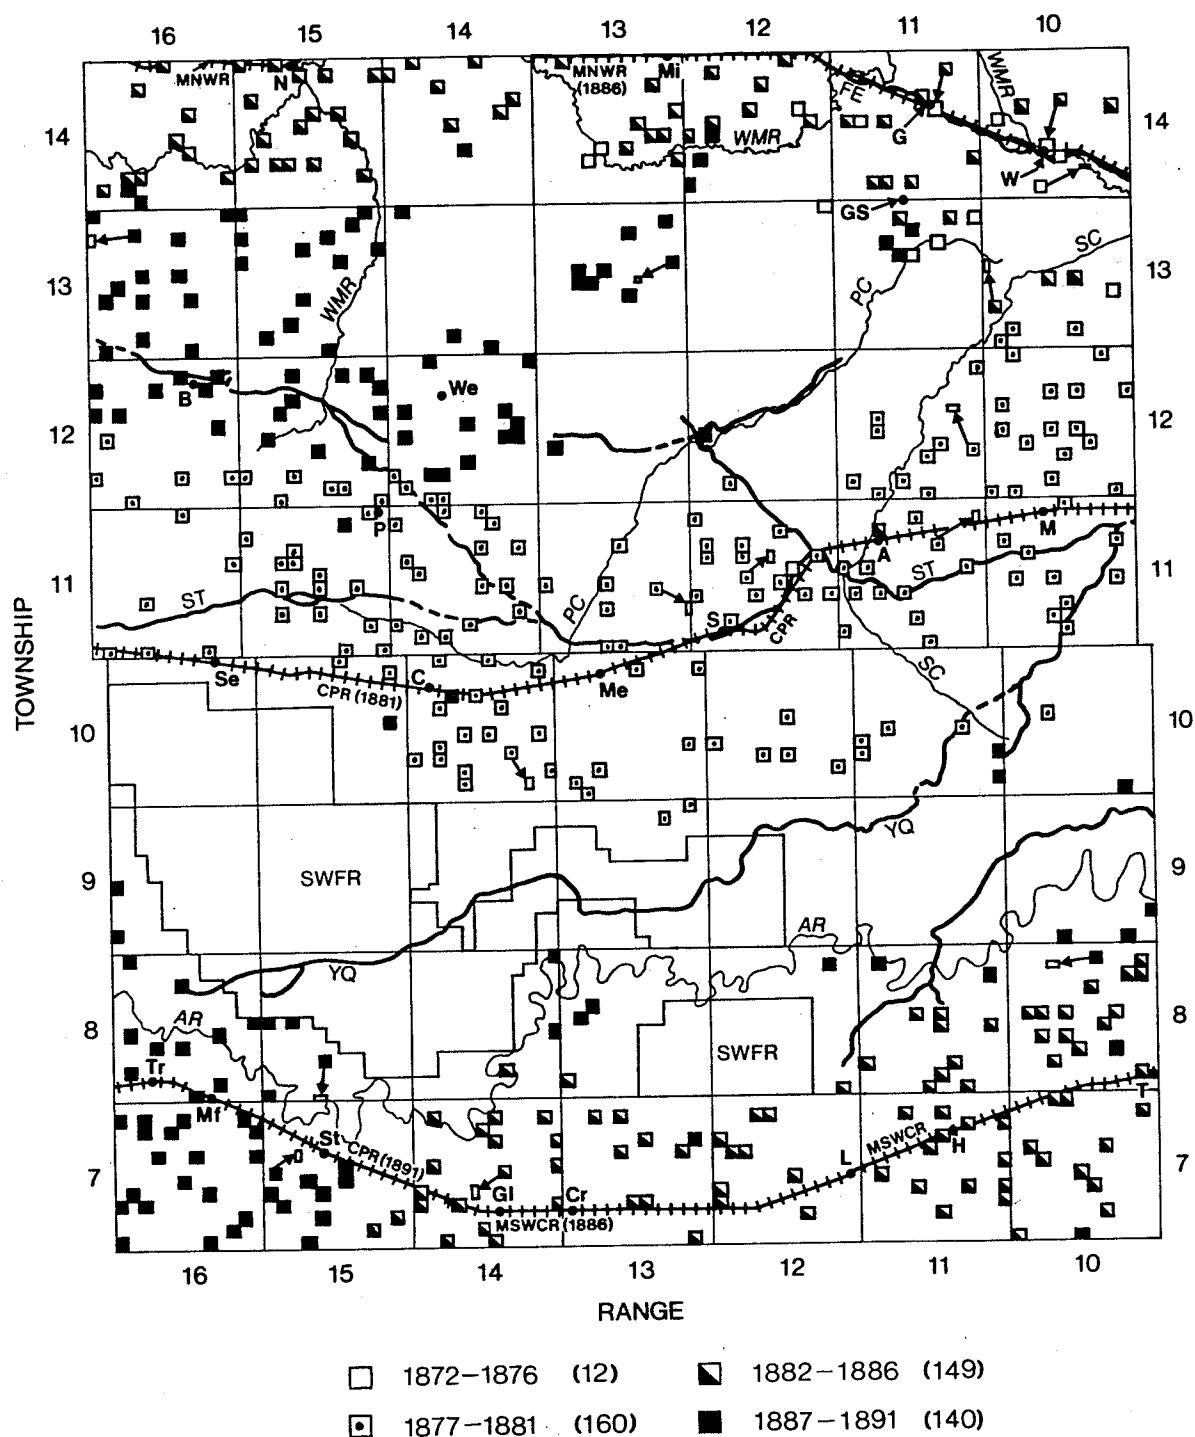 16 15 14 13 12 11 10
MNWR N MNWR Mi WMR
(1886) FE
14 G 14
WMR
W
GS
SC
13 WMR PC 13
B We
12 12
P M
A
11 ST ST 11
PC S
CPR
Se C Me SC
CPR (1881)
10 10
YQ
9 SWFR 9
AR
YQ
8 AR 8
SWFR
Tr
T
Mf
St CPR (1891) MSWCR H
7 L 7
Gl Cr
MSWCR (1886)
TOWNSHIP
16 15 14 13 12 11 10
RANGE
1872–1876 (12) 1882–1886 (149)
1877–1881 (160) 1887–1891 (140)